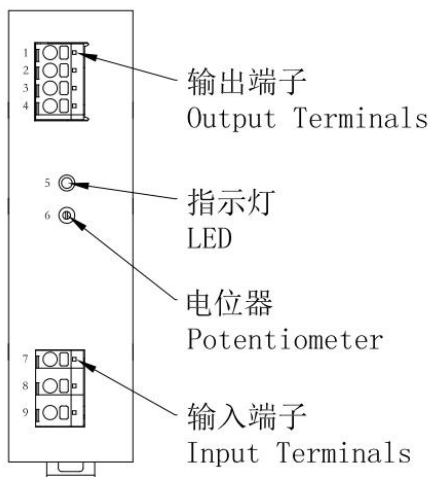 1
2
3
4
输出端子
Output Terminals
5
指示灯
LED
6
电位器
Potentiometer
7
8
9
输入端子
Input Terminals